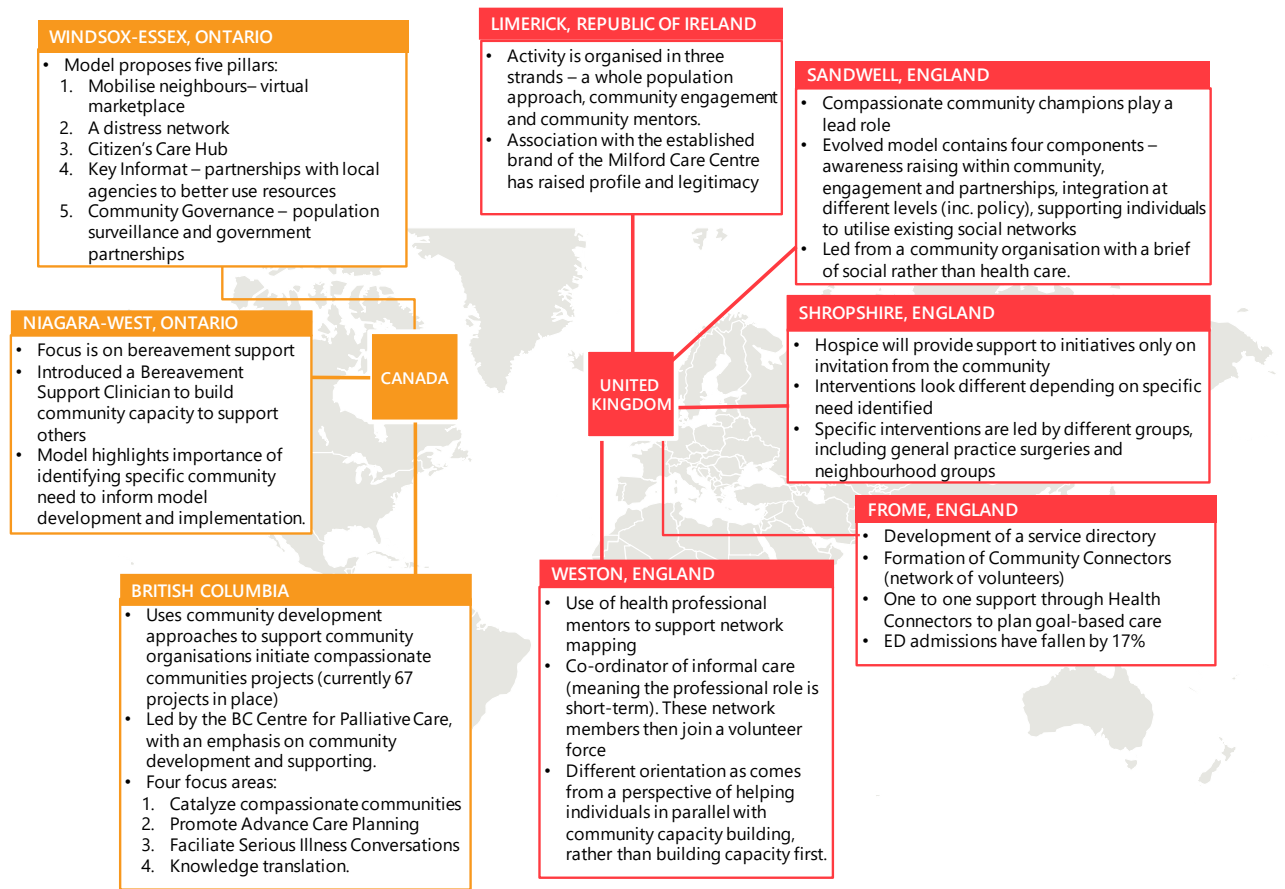 WINDSOX-ESSEX, ONTARIO
• Model proposes five pillars:
1. Mobilise neighbours– virtual
marketplace
2. A distress network
3. Citizen's Care Hub
4. Key Informat – partnerships with local
agencies to better use resources
5. Community Governance – population
surveillance and government
partnerships
NIAGARA-WEST, ONTARIO
• Focus is on bereavement support
• Introduced a Bereavement
Support Clinician to build
community capacity to support
others
• Model highlights importance of
identifying specific community
need to inform model
development and implementation.
CANADA
BRITISH COLUMBIA
• Uses community development
approaches to support community
organisations initiate compassionate
communities projects (currently 67
projects in place)
• Led by the BC Centre for Palliative Care,
with an emphasis on community
development and supporting.
• Four focus areas:
1. Catalyze compassionate communities
2. Promote Advance Care Planning
3. Faciliate Serious Illness Conversations
4. Knowledge translation.
LIMERICK, REPUBLIC OF IRELAND
• Activity is organised in three
strands – a whole population
approach, community engagement
and community mentors.
• Association with the established
brand of the Milford Care Centre
has raised profile and legitimacy
SANDWELL, ENGLAND
• Compassionate community champions play a
lead role
• Evolved model contains four components –
awareness raising within community,
engagement and partnerships, integration at
different levels (inc. policy), supporting individuals
to utilise existing social networks
• Led from a community organisation with a brief
of social rather than health care.
UNITED
KINGDOM
SHROPSHIRE, ENGLAND
• Hospice will provide support to initiatives only on
invitation from the community
• Interventions look different depending on specific
need identified
• Specific interventions are led by different groups,
including general practice surgeries and
neighbourhood groups
FROME, ENGLAND
• Development of a service directory
• Formation of Community Connectors
(network of volunteers)
• One to one support through Health
Connectors to plan goal-based care
• ED admissions have fallen by 17%
WESTON, ENGLAND
• Use of health professional
mentors to support network
mapping
• Co-ordinator of informal care
(meaning the professional role is
short-term). These network
members then join a volunteer
force
• Different orientation as comes
from a perspective of helping
individuals in parallel with
community capacity building,
rather than building capacity first.